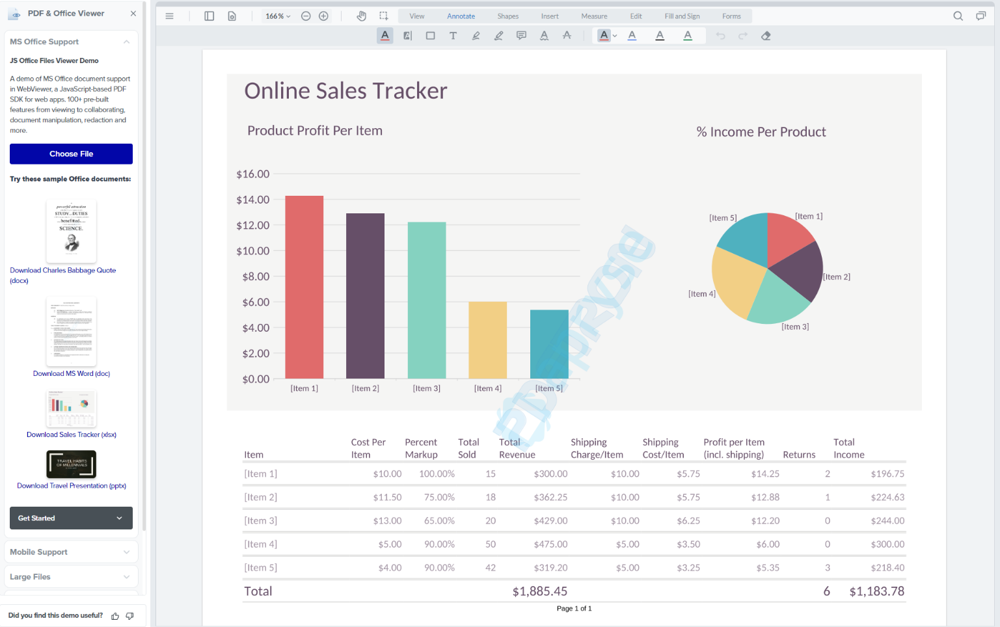 PDF & Office Viewer
MS Office Support
JS Office Files Viewer Demo
A demo of MS Office document support
in WebViewer, a JavaScript-based PDF
SDK for web apps. 100+ pre-built
features from viewing to collaborating,
document manipulation, redaction and
more.
Choose File
Try these sample Office documents:
powerful attraction
STUDY DUTIES
benefitted
SCIENCE.
Download Charles Babbage Quote
(docx)
Download MS Word (doc)
Download Sales Tracker (xlsx)
TRAVEL HABITS
OF MILLENNIALS
Download Travel Presentation (pptx)
Get Started
Mobile Support
Large Files
Did you find this demo useful?
166% View Annotate Shapes Insert Measure Edit Fill and Sign Forms
Online Sales Tracker
Product Profit Per Item
$16.00
$14.00
$12.00
$10.00
$8.00
$6.00
$4.00
$2.00
$0.00
[Item 1] [Item 2] [Item 3] [Item 4] [Item 5]
% Income Per Product
[Item 5] [Item 1]
[Item 2]
[Item 4]
[Item 3]
Cost Per Percent Total Total Shipping Shipping Profit per Item Total
Item Item Markup Sold Revenue Charge/Item Cost/Item (incl. shipping) Returns Income
[Item 1] $10.00 100.00% 15 $300.00 $10.00 $5.75 $14.25 2 $196.75
[Item 2] $11.50 75.00% 18 $362.25 $10.00 $5.75 $12.88 1 $224.63
[Item 3] $13.00 65.00% 20 $429.00 $10.00 $6.25 $12.20 0 $244.00
[Item 4] $5.00 90.00% 50 $475.00 $5.00 $3.50 $6.00 0 $300.00
[Item 5] $4.00 90.00% 42 $319.20 $5.00 $3.25 $5.35 3 $218.40
Total $1,885.45 6 $1,183.78
Page 1 of 1